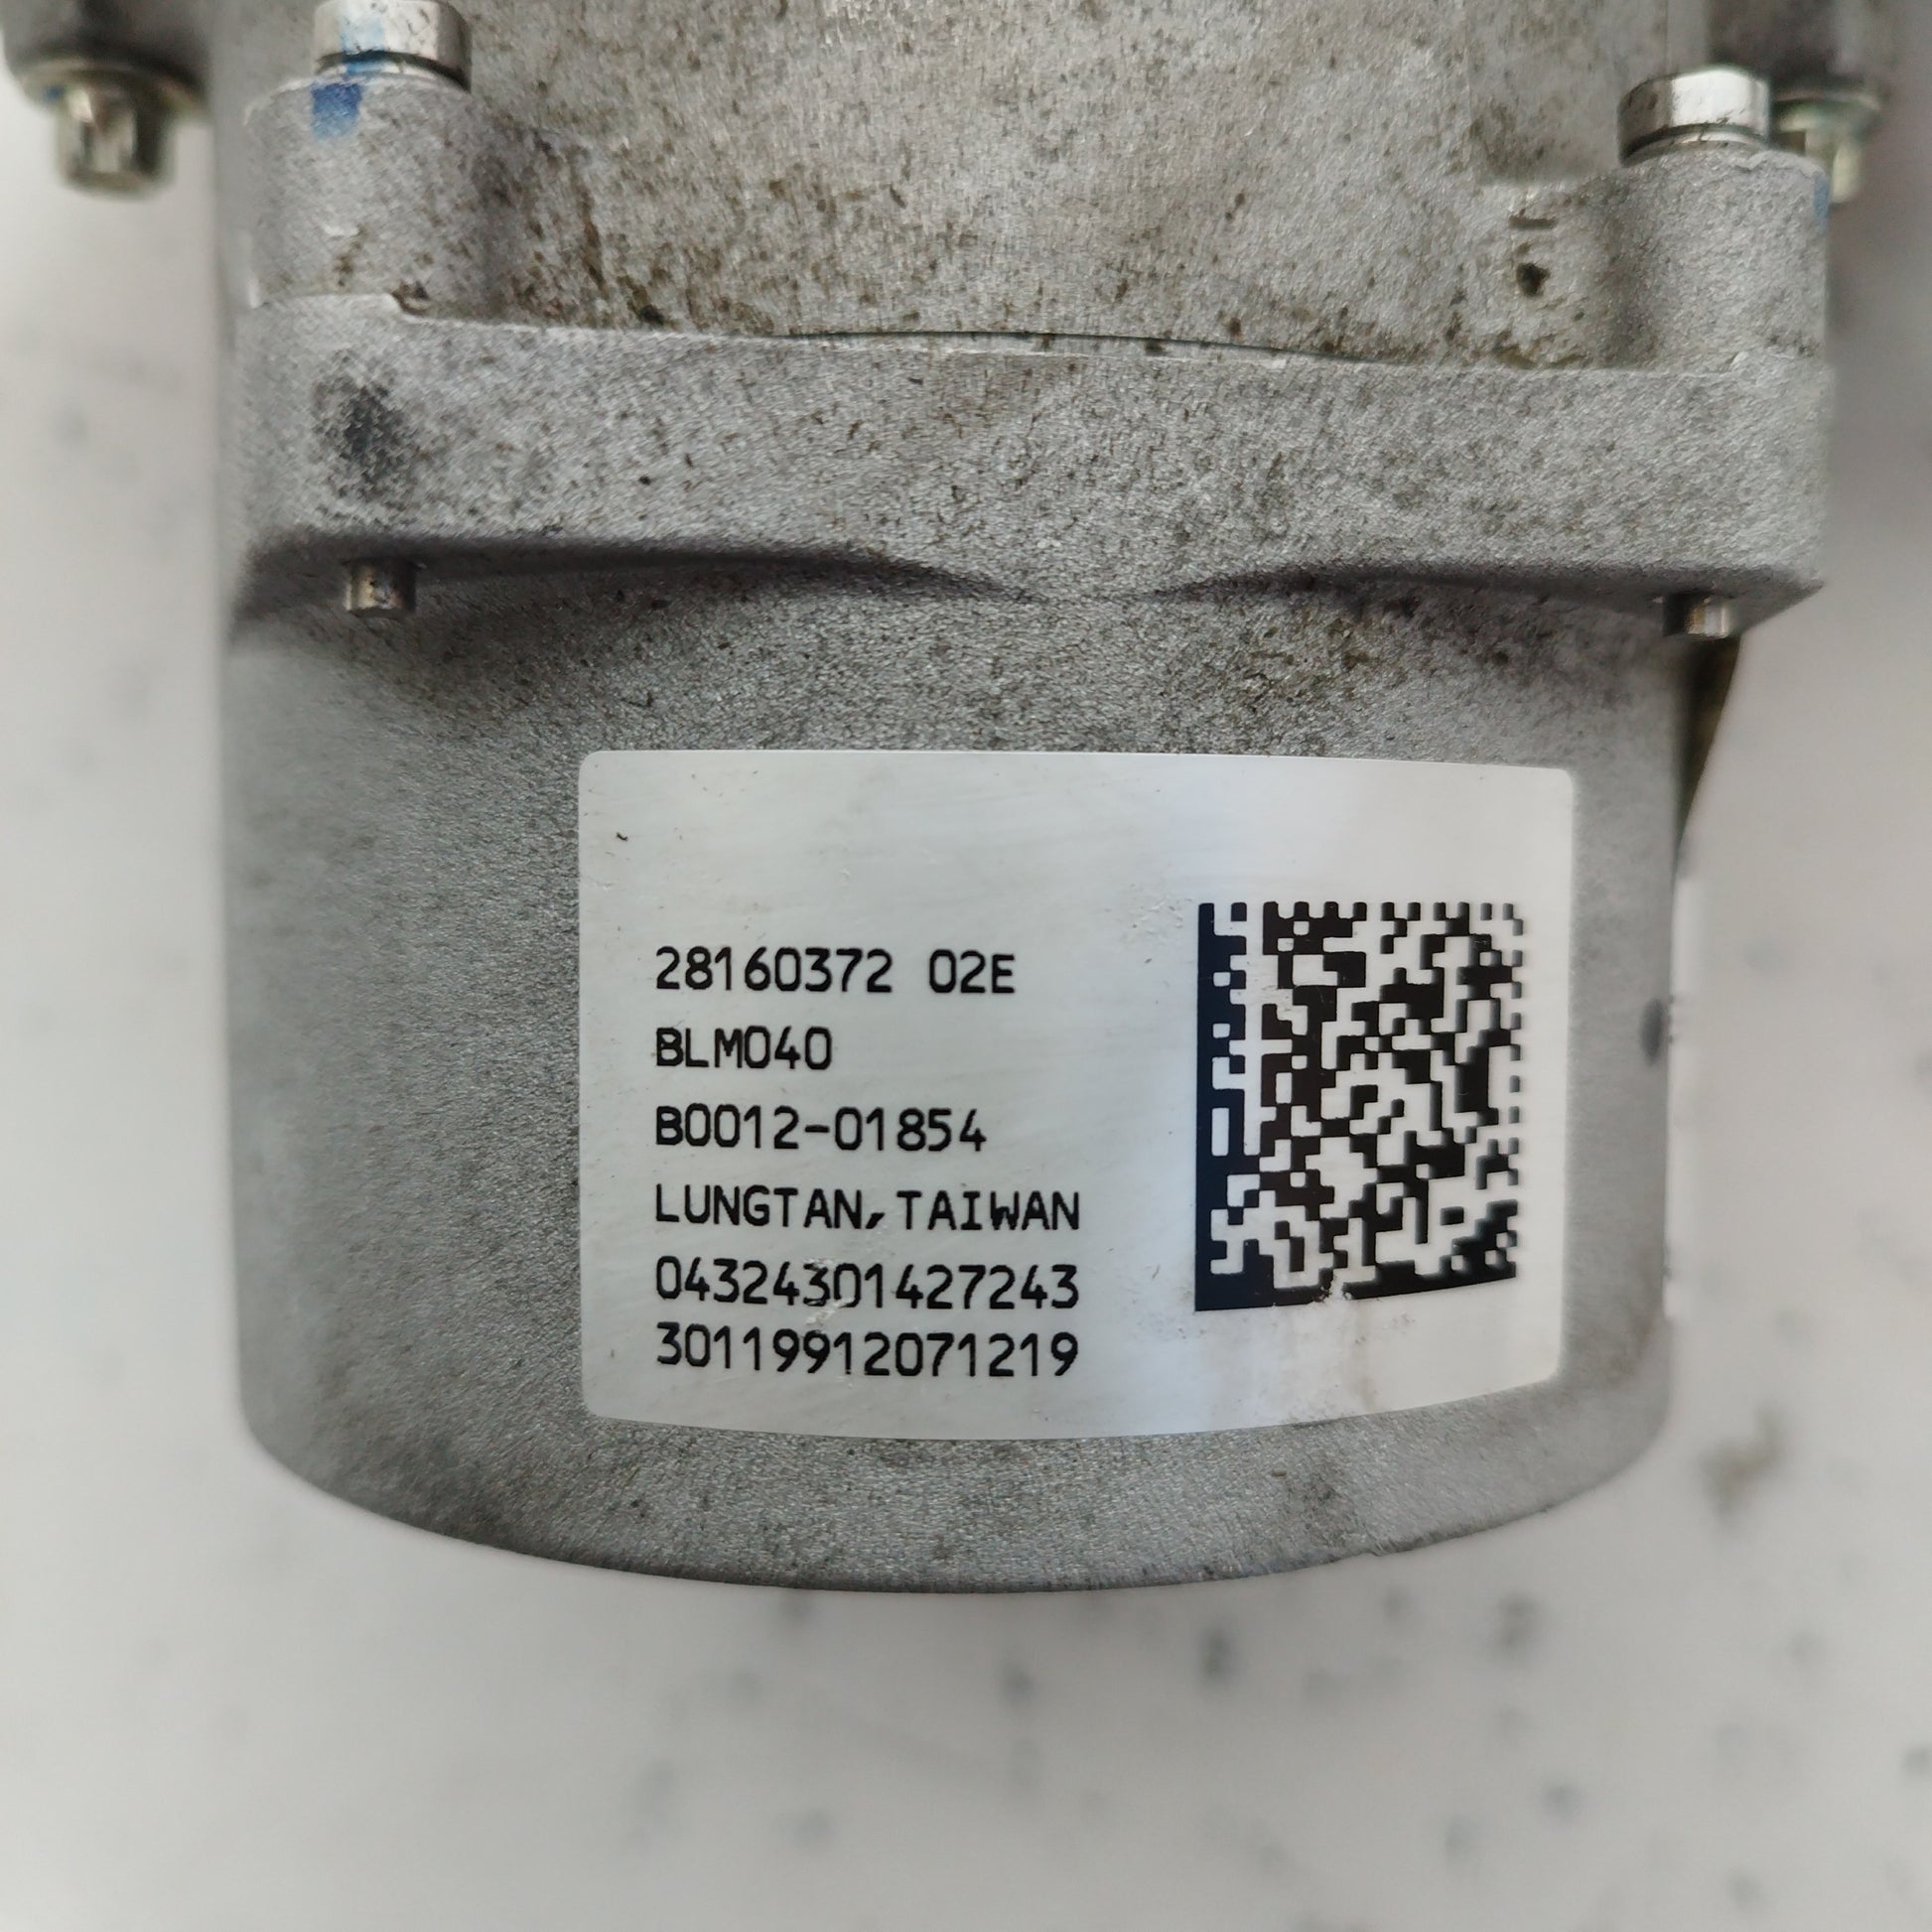 28160372 02E
BLM040
B0012-01854
LUNGTAN,TAIWAN
04324301427243
30119912071219